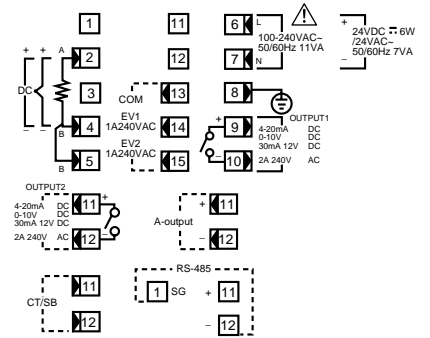 1 11 6 L
100-240VAC~
50/60Hz 11VA
7 N
+ 24VDC ⎓ 6W
/24VAC~
50/60Hz 7VA
−
+ + A 2 12
DC
3 COM 13 8
− − B 4 EV1
1A240VAC 14
B 5 EV2
1A240VAC 15
OUTPUT1
+ 9
4-20mA DC
0-10V DC
30mA 12V DC
− 10 2A 240V AC
OUTPUT2
4-20mA DC 11 +
0-10V DC
30mA 12V DC
2A 240V AC 12 −
A-output
+ 11
− 12
CT/SB
11
12
RS-485
1 SG + 11
− 12